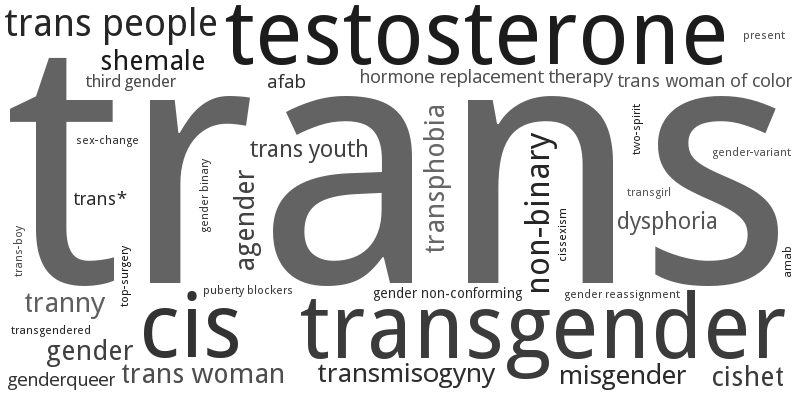 trans people
testosterone
present
shemale
third gender
afab
hormone replacement therapy
trans woman of color
trans
sex-change
trans youth
transphobia
two-spirit
gender-variant
trans*
gender binary
agender
non-binary
transgirl
cissexism
dysphoria
trans-boy
top-surgery
amab
tranny
puberty blockers
gender non-conforming
gender reassignment
cis
transgender
transgendered
gender
genderqueer
trans woman
transmisogyny
misgender
cishet